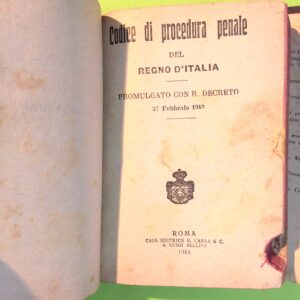 Codice di procedura penale
DEL
REGNO D'ITALIA
PROMULGATO CON R. DECRETO
27 Febbraio 1913
ROMA
CASA EDITRICE M. CARRA & C.
DI LUIGI BELLINI
1914